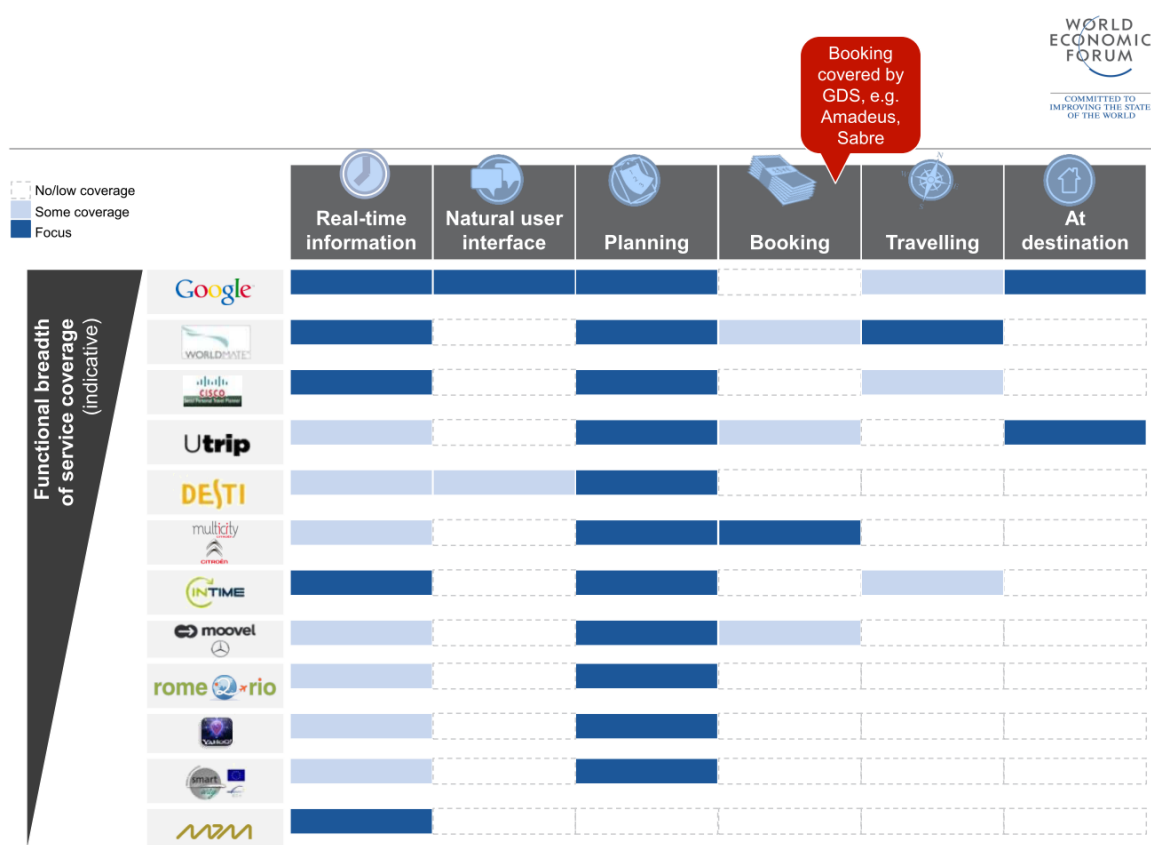 WORLD
ECONOMIC
FORUM
COMMITTED TO
IMPROVING THE STATE
OF THE WORLD
Booking
covered by
GDS, e.g.
Amadeus,
Sabre
No/low coverage
Some coverage
Focus
Real-time
information
Natural user
interface
Planning
Booking
Travelling
At
destination
Functional breadth
of service coverage
(indicative)
Google
WORLDMATE
CISCO
Utrip
DESTI
multicity
CITROËN
INTIME
moovel
rome2rio
YAHOO!
smart
MDM